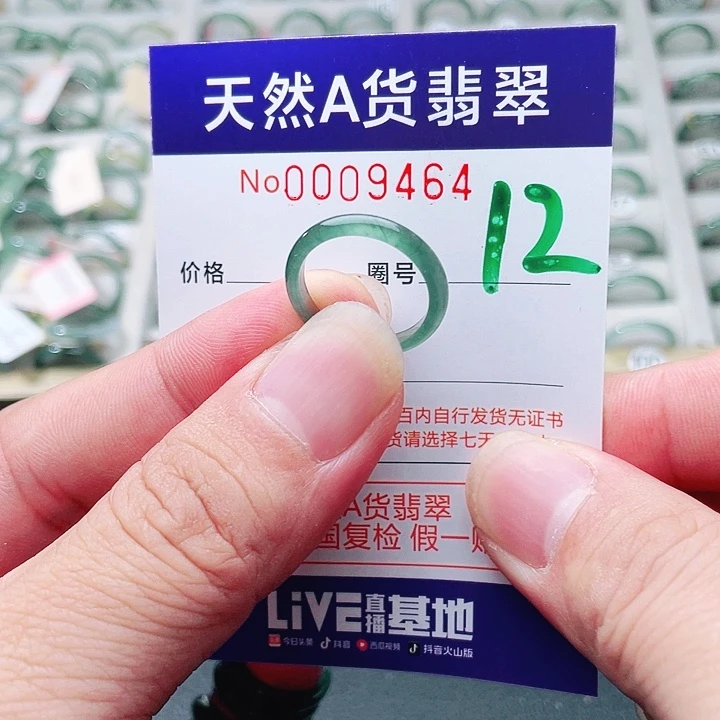 天然A货翡翠
No0009464
12
价格 圈号
百内自行发货无证书
货请选择七天
A货翡翠
国复检 假一
LiVE直播基地
今日头条 抖音 西瓜视频 抖音火山版